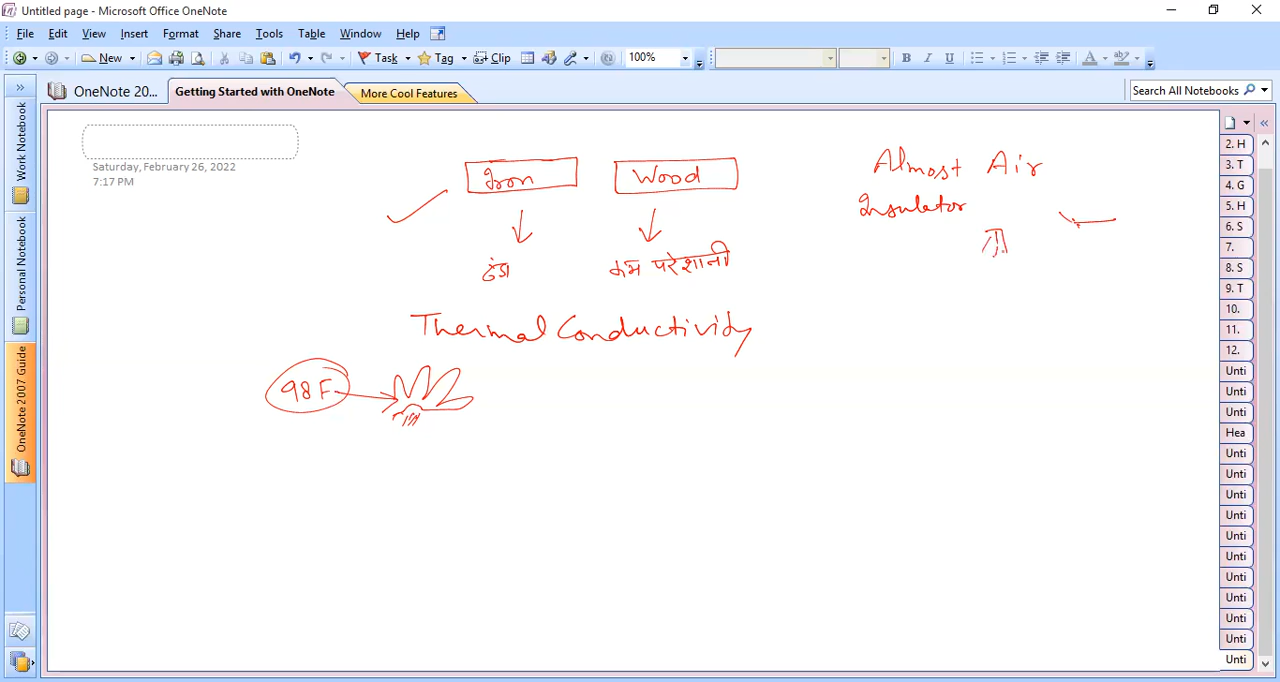 Untitled page - Microsoft Office OneNote
File Edit View Insert Format Share Tools Table Window Help
New Task Tag Clip 100% B I U A ab
OneNote 20... Getting Started with OneNote More Cool Features Search All Notebooks
Work Notebook
Personal Notebook
OneNote 2007 Guide
Saturday, February 26, 2022
7:17 PM
Iron Wood
ठंडा कम परेशानी
Almost Air
Insulator
Thermal Conductivity
98 F
2. H
3. T
4. G
5. H
6. S
7.
8. S
9. T
10.
11.
12.
Unti
Unti
Unti
Hea
Unti
Unti
Unti
Unti
Unti
Unti
Unti
Unti
Unti
Unti
Unti